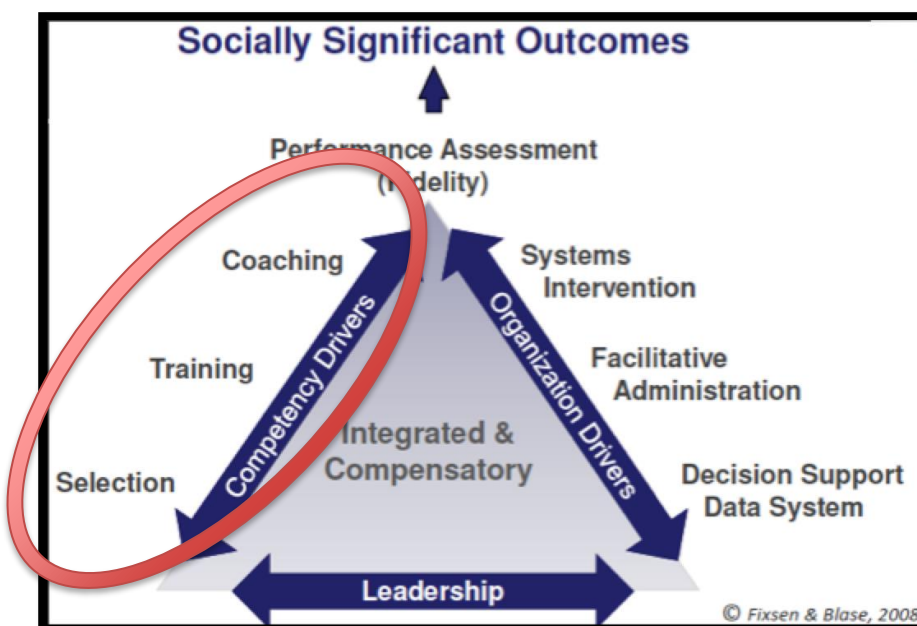 Socially Significant Outcomes
Performance Assessment
(Fidelity)
Coaching
Training
Selection
Competency Drivers
Integrated &
Compensatory
Organization Drivers
Systems
Intervention
Facilitative
Administration
Decision Support
Data System
Leadership
© Fixsen & Blase, 2008